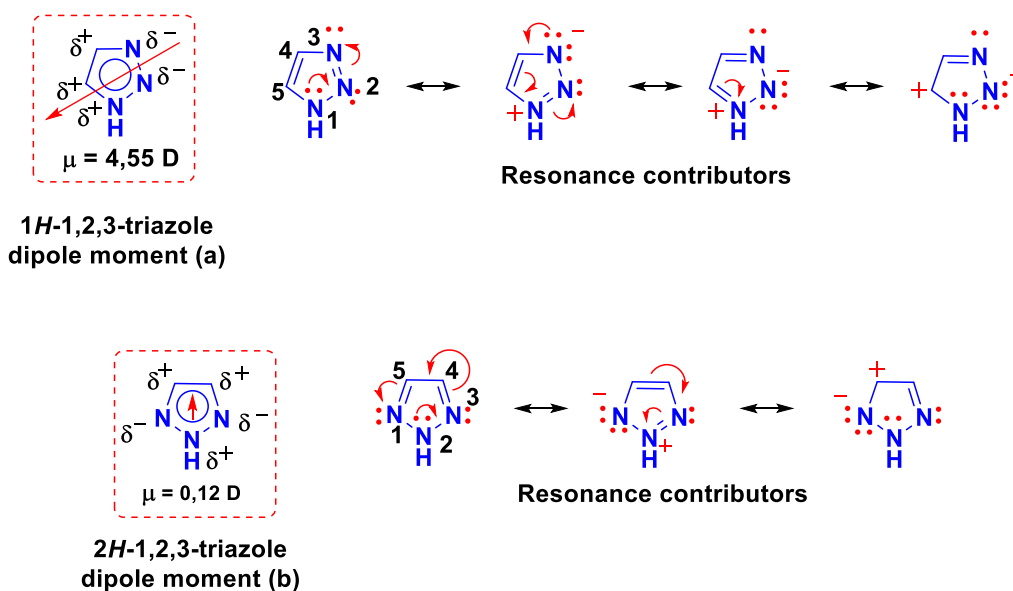 δ+ N δ−
δ+ N δ−
δ+ N
H
μ = 4,55 D
1H-1,2,3-triazole
dipole moment (a)
3
4 N
5 N 2
N 1
H
N −
N
+ N
H
N
N −
+ N
H
N
+ N −
N
H
Resonance contributors
δ+ δ+
δ− N N δ−
N δ+
H
μ = 0,12 D
2H-1,2,3-triazole
dipole moment (b)
5 4
N N 3
1 N 2
H
− N N
N +
H
+
− N N
N
H
Resonance contributors